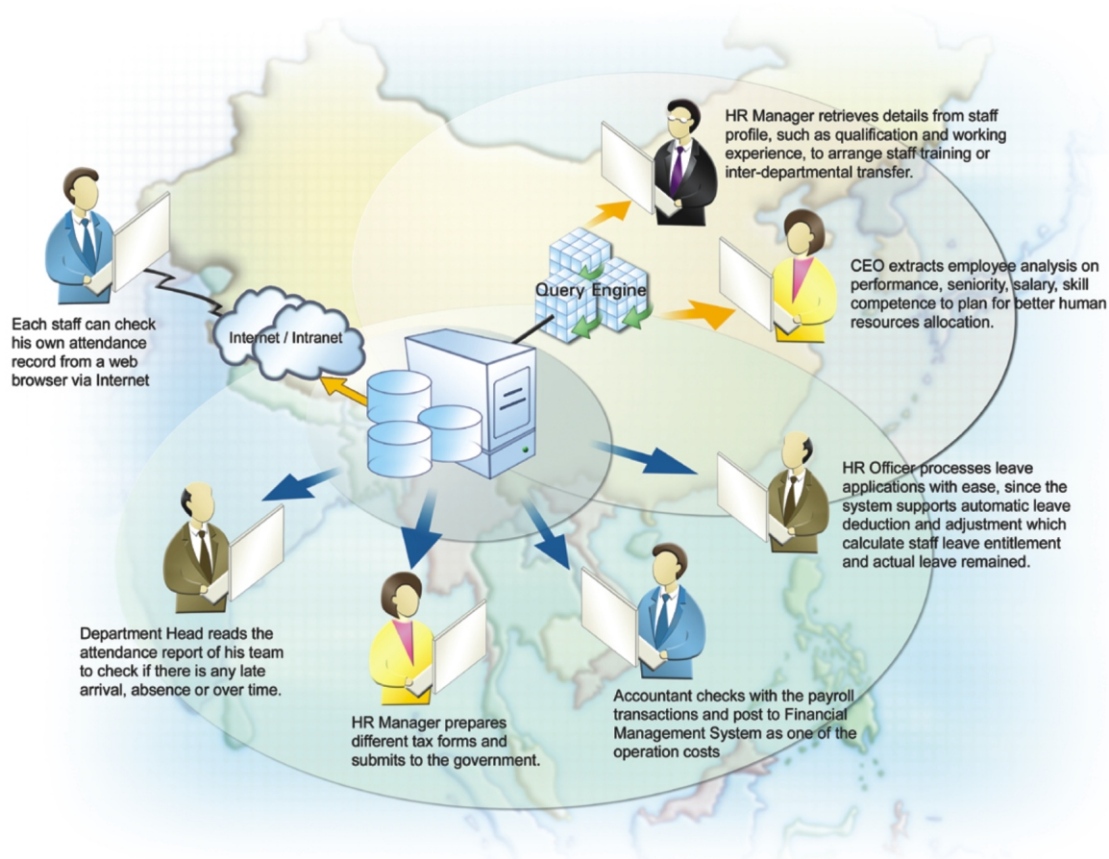 HR Manager retrieves details from staff
profile, such as qualification and working
experience, to arrange staff training or
inter-departmental transfer.
CEO extracts employee analysis on
performance, seniority, salary, skill
competence to plan for better human
resources allocation.
Query Engine
Each staff can check
his own attendance
record from a web
browser via Internet
Internet / Intranet
HR Officer processes leave
applications with ease, since the
system supports automatic leave
deduction and adjustment which
calculate staff leave entitlement
and actual leave remained.
Department Head reads the
attendance report of his team
to check if there is any late
arrival, absence or over time.
HR Manager prepares
different tax forms and
submits to the government.
Accountant checks with the payroll
transactions and post to Financial
Management System as one of the
operation costs